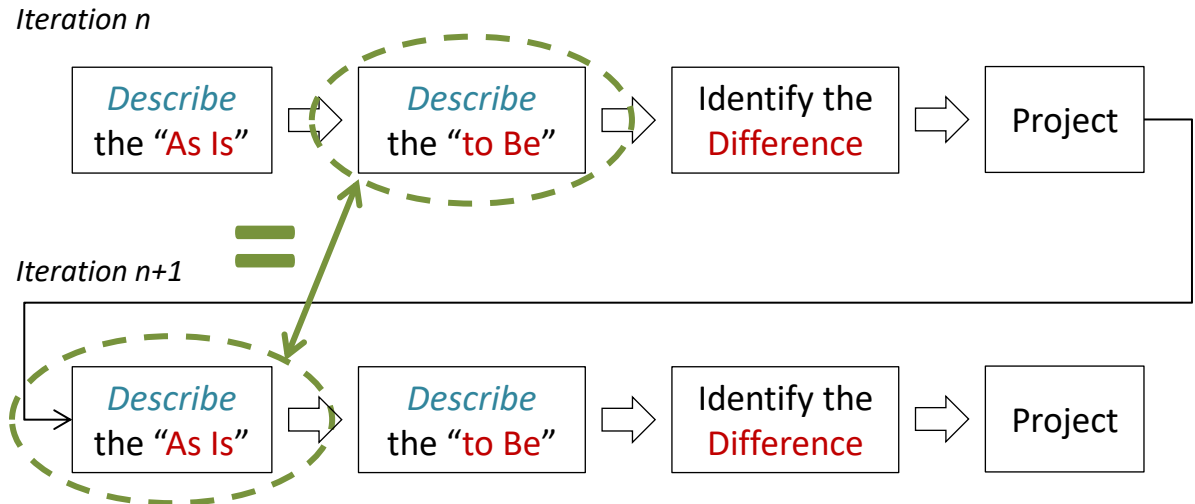 Iteration n
Describe
the “As Is”
Describe
the “to Be”
Identify the
Difference
Project
=
Iteration n+1
Describe
the “As Is”
Describe
the “to Be”
Identify the
Difference
Project